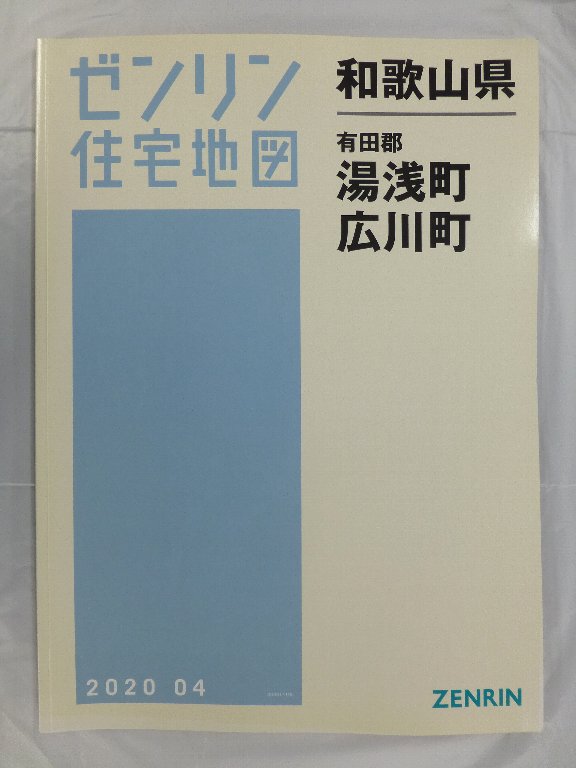 ゼンリン
住宅地図
和歌山県
有田郡
湯浅町
広川町
2020 04
ZENRIN